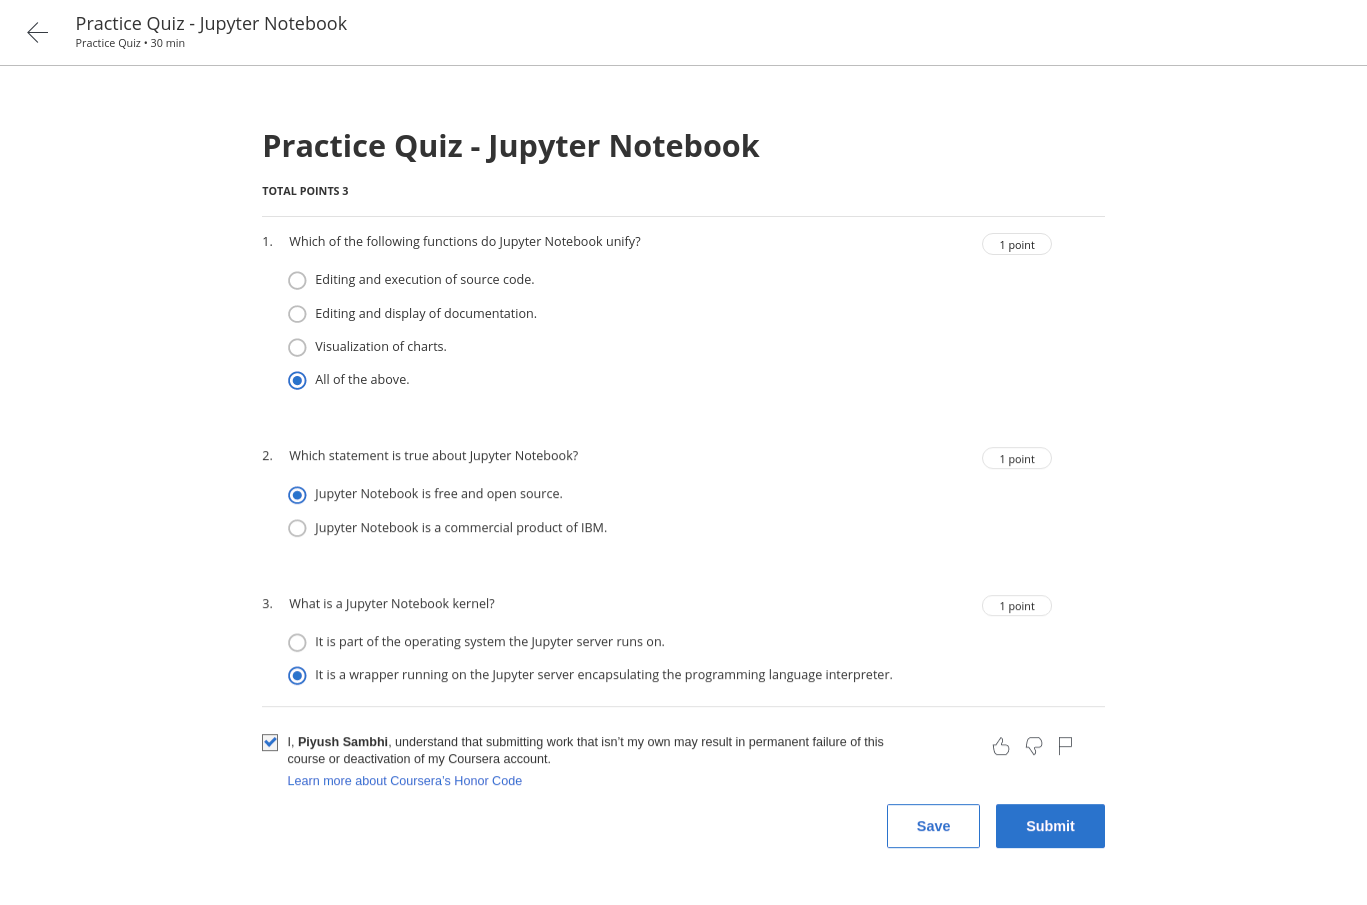 Practice Quiz - Jupyter Notebook
Practice Quiz • 30 min
Practice Quiz - Jupyter Notebook
TOTAL POINTS 3
1. Which of the following functions do Jupyter Notebook unify? 1 point
Editing and execution of source code.
Editing and display of documentation.
Visualization of charts.
All of the above.
2. Which statement is true about Jupyter Notebook? 1 point
Jupyter Notebook is free and open source.
Jupyter Notebook is a commercial product of IBM.
3. What is a Jupyter Notebook kernel? 1 point
It is part of the operating system the Jupyter server runs on.
It is a wrapper running on the Jupyter server encapsulating the programming language interpreter.
I, Piyush Sambhi, understand that submitting work that isn’t my own may result in permanent failure of this
course or deactivation of my Coursera account.
Learn more about Coursera’s Honor Code
Save Submit